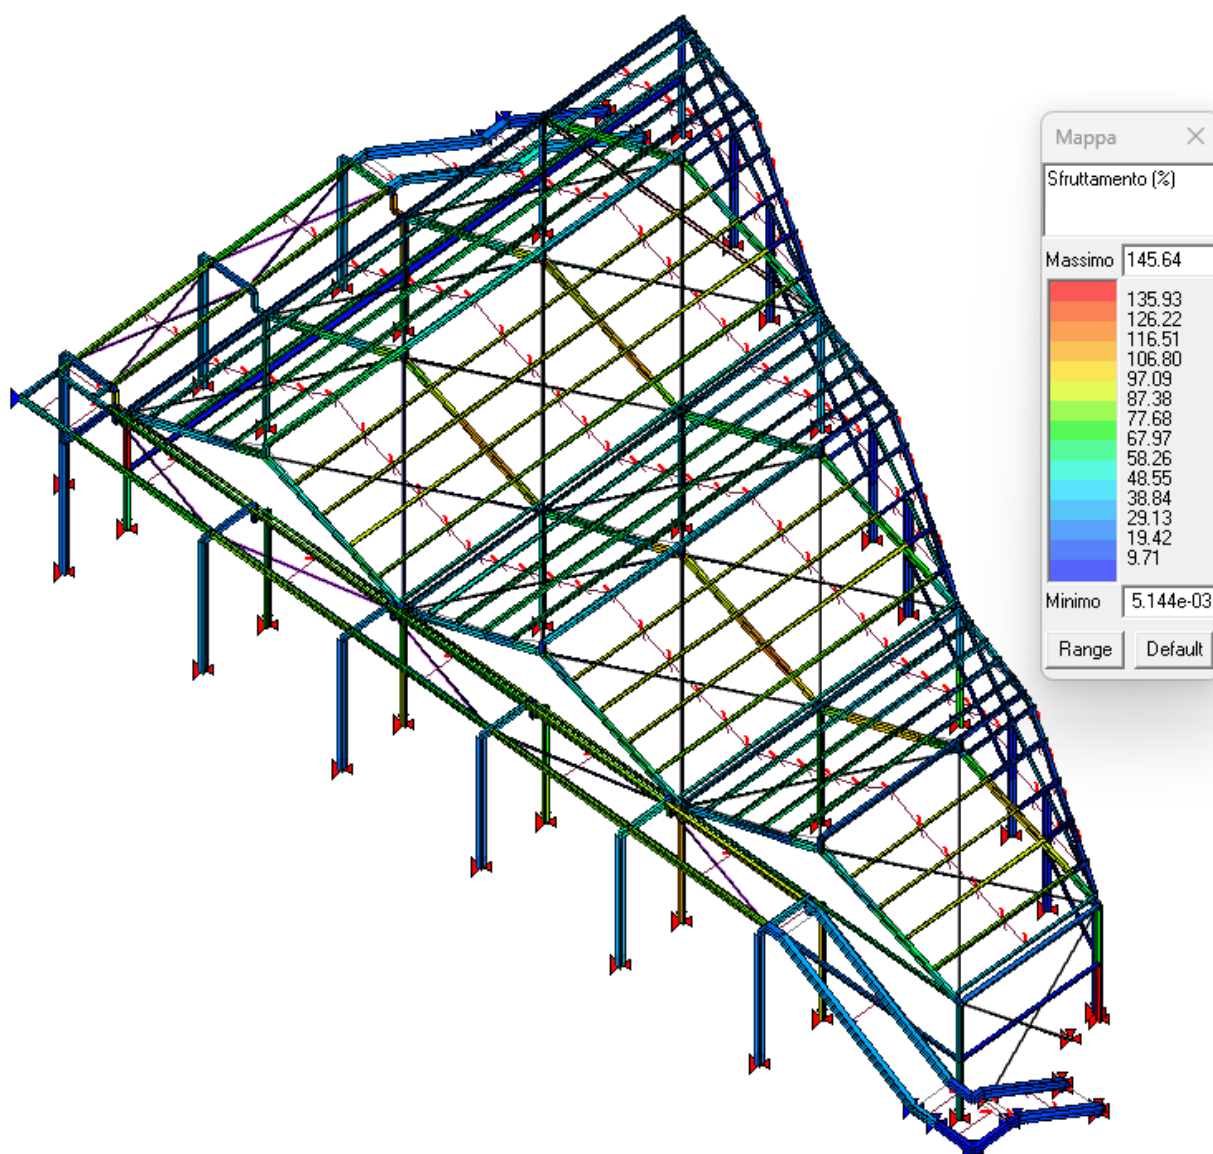 Mappa
Sfruttamento (%)
Massimo 145.64
135.93
126.22
116.51
106.80
97.09
87.38
77.68
67.97
58.26
48.55
38.84
29.13
19.42
9.71
Minimo 5.144e-03
Range Default